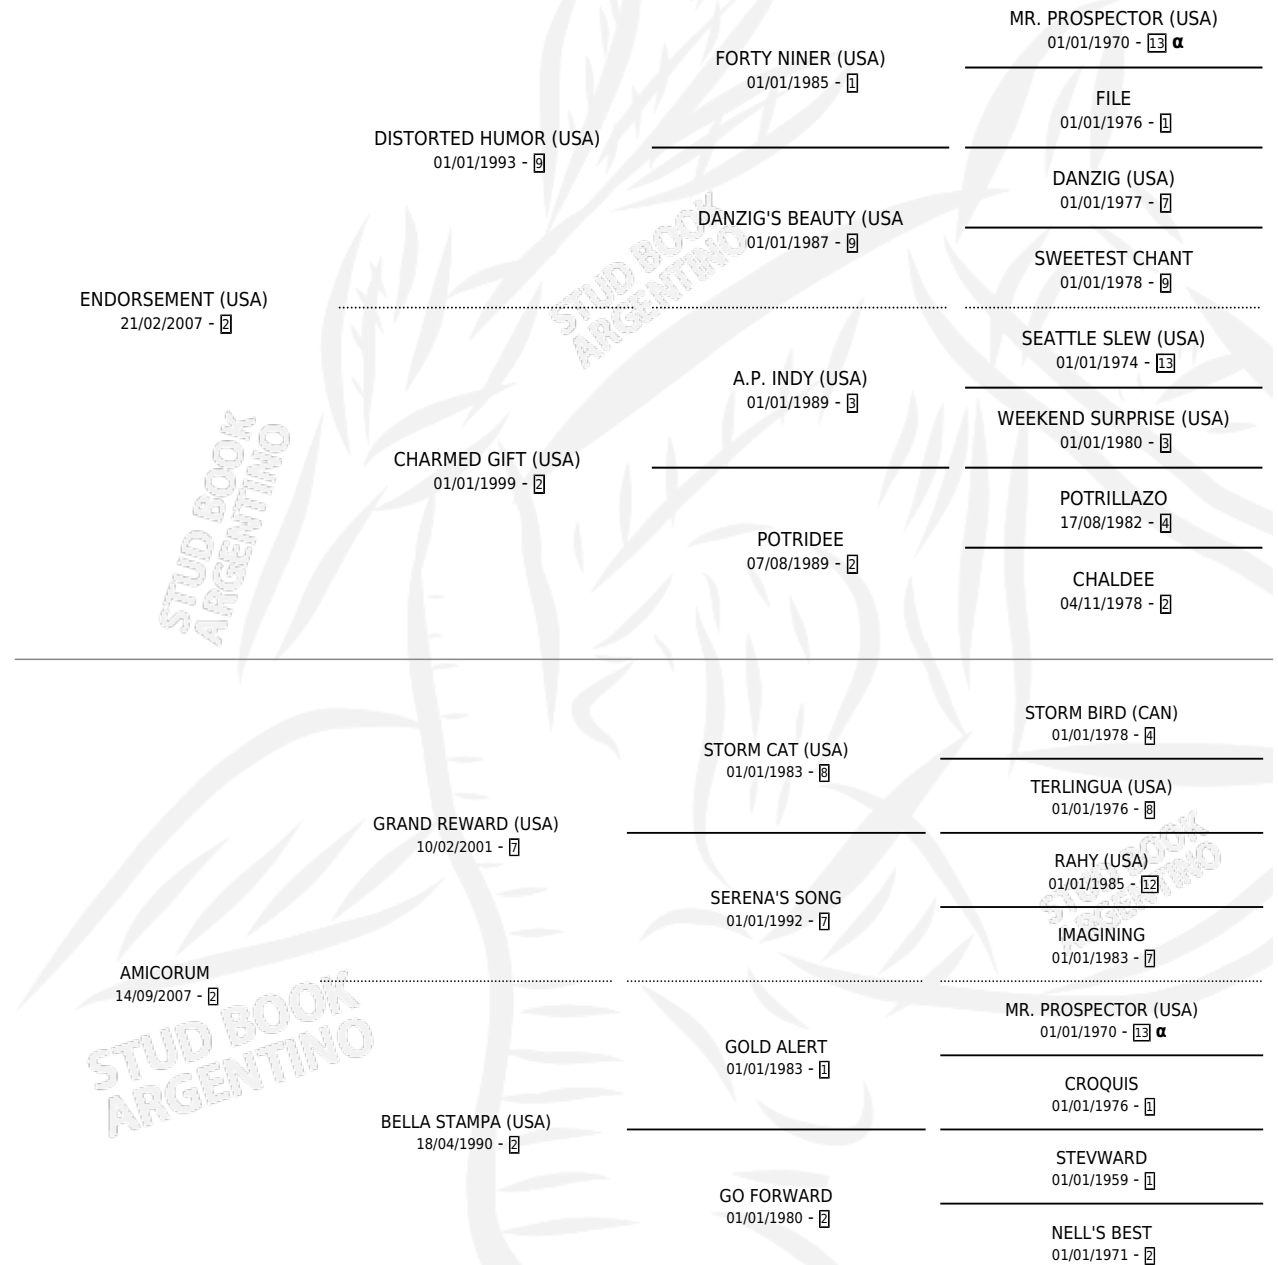 MR. PROSPECTOR (USA)
01/01/1970 - 13 α
FORTY NINER (USA)
01/01/1985 - 1
FILE
01/01/1976 - 1
DISTORTED HUMOR (USA)
01/01/1993 - 9
DANZIG (USA)
01/01/1977 - 7
DANZIG'S BEAUTY (USA
01/01/1987 - 9
SWEETEST CHANT
01/01/1978 - 9
STUD BOOK
ARGENTINO
ENDORSEMENT (USA)
21/02/2007 - 2
SEATTLE SLEW (USA)
01/01/1974 - 13
A.P. INDY (USA)
01/01/1989 - 3
WEEKEND SURPRISE (USA)
01/01/1980 - 3
CHARMED GIFT (USA)
01/01/1999 - 2
POTRILLAZO
17/08/1982 - 4
POTRIDEE
07/08/1989 - 2
CHALDEE
04/11/1978 - 2
STUD BOOK
ARGENTINO
STORM BIRD (CAN)
01/01/1978 - 4
STORM CAT (USA)
01/01/1983 - 8
TERLINGUA (USA)
01/01/1976 - 8
GRAND REWARD (USA)
10/02/2001 - 7
RAHY (USA)
01/01/1985 - 12
SERENA'S SONG
01/01/1992 - 7
IMAGINING
01/01/1983 - 7
STUD BOOK
ARGENTINO
AMICORUM
14/09/2007 - 2
MR. PROSPECTOR (USA)
01/01/1970 - 13 α
GOLD ALERT
01/01/1983 - 1
CROQUIS
01/01/1976 - 1
STUD BOOK
ARGENTINO
BELLA STAMPA (USA)
18/04/1990 - 2
STEVWARD
01/01/1959 - 1
GO FORWARD
01/01/1980 - 2
NELL'S BEST
01/01/1971 - 2